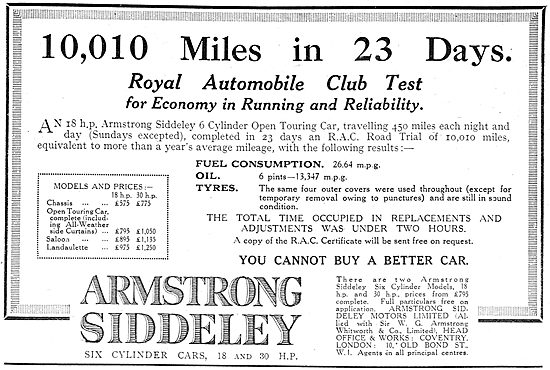 10,010 Miles in 23 Days.
Royal Automobile Club Test
for Economy in Running and Reliability.
AN 18 h.p. Armstrong Siddeley 6 Cylinder Open Touring Car, travelling 450 miles each night and
day (Sundays excepted), completed in 23 days an R.A.C. Road Trial of 10,010 miles,
equivalent to more than a year's average mileage, with the following results:—
FUEL CONSUMPTION. 26.64 m.p.g.
OIL. 6 pints—13,347 m.p.g.
TYRES. The same four outer covers were used throughout (except for
temporary removal owing to punctures) and are still in sound
condition.
THE TOTAL TIME OCCUPIED IN REPLACEMENTS AND
ADJUSTMENTS WAS UNDER TWO HOURS.
A copy of the R.A.C. Certificate will be sent free on request.
YOU CANNOT BUY A BETTER CAR.
MODELS AND PRICES:—
18 h.p. 30 h.p.
Chassis ... ... £575 £775
Open Touring Car,
complete (includ-
ing All-Weather
side Curtains) ... £795 £1,050
Saloon ... ... £895 £1,135
Landaulette ... £975 £1,250
ARMSTRONG
SIDDELEY
SIX CYLINDER CARS, 18 AND 30 H.P.
There are two Armstrong
Siddeley Six Cylinder Models, 18
h.p. and 30 h.p., prices from £795
complete. Full particulars free on
application. ARMSTRONG SID-
DELEY MOTORS LIMITED (Al-
lied with Sir W. G. Armstrong
Whitworth & Co., Limited), HEAD
OFFICE & WORKS: COVENTRY.
LONDON: 10, OLD BOND ST.
W.1. Agents in all principal centres.